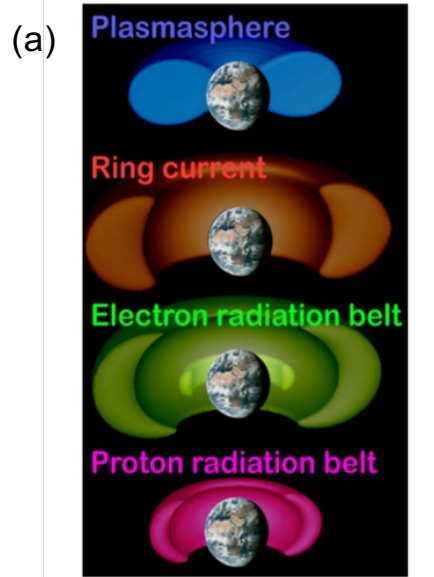 (a)
Plasmasphere
Ring current
Electron radiation belt
Proton radiation belt